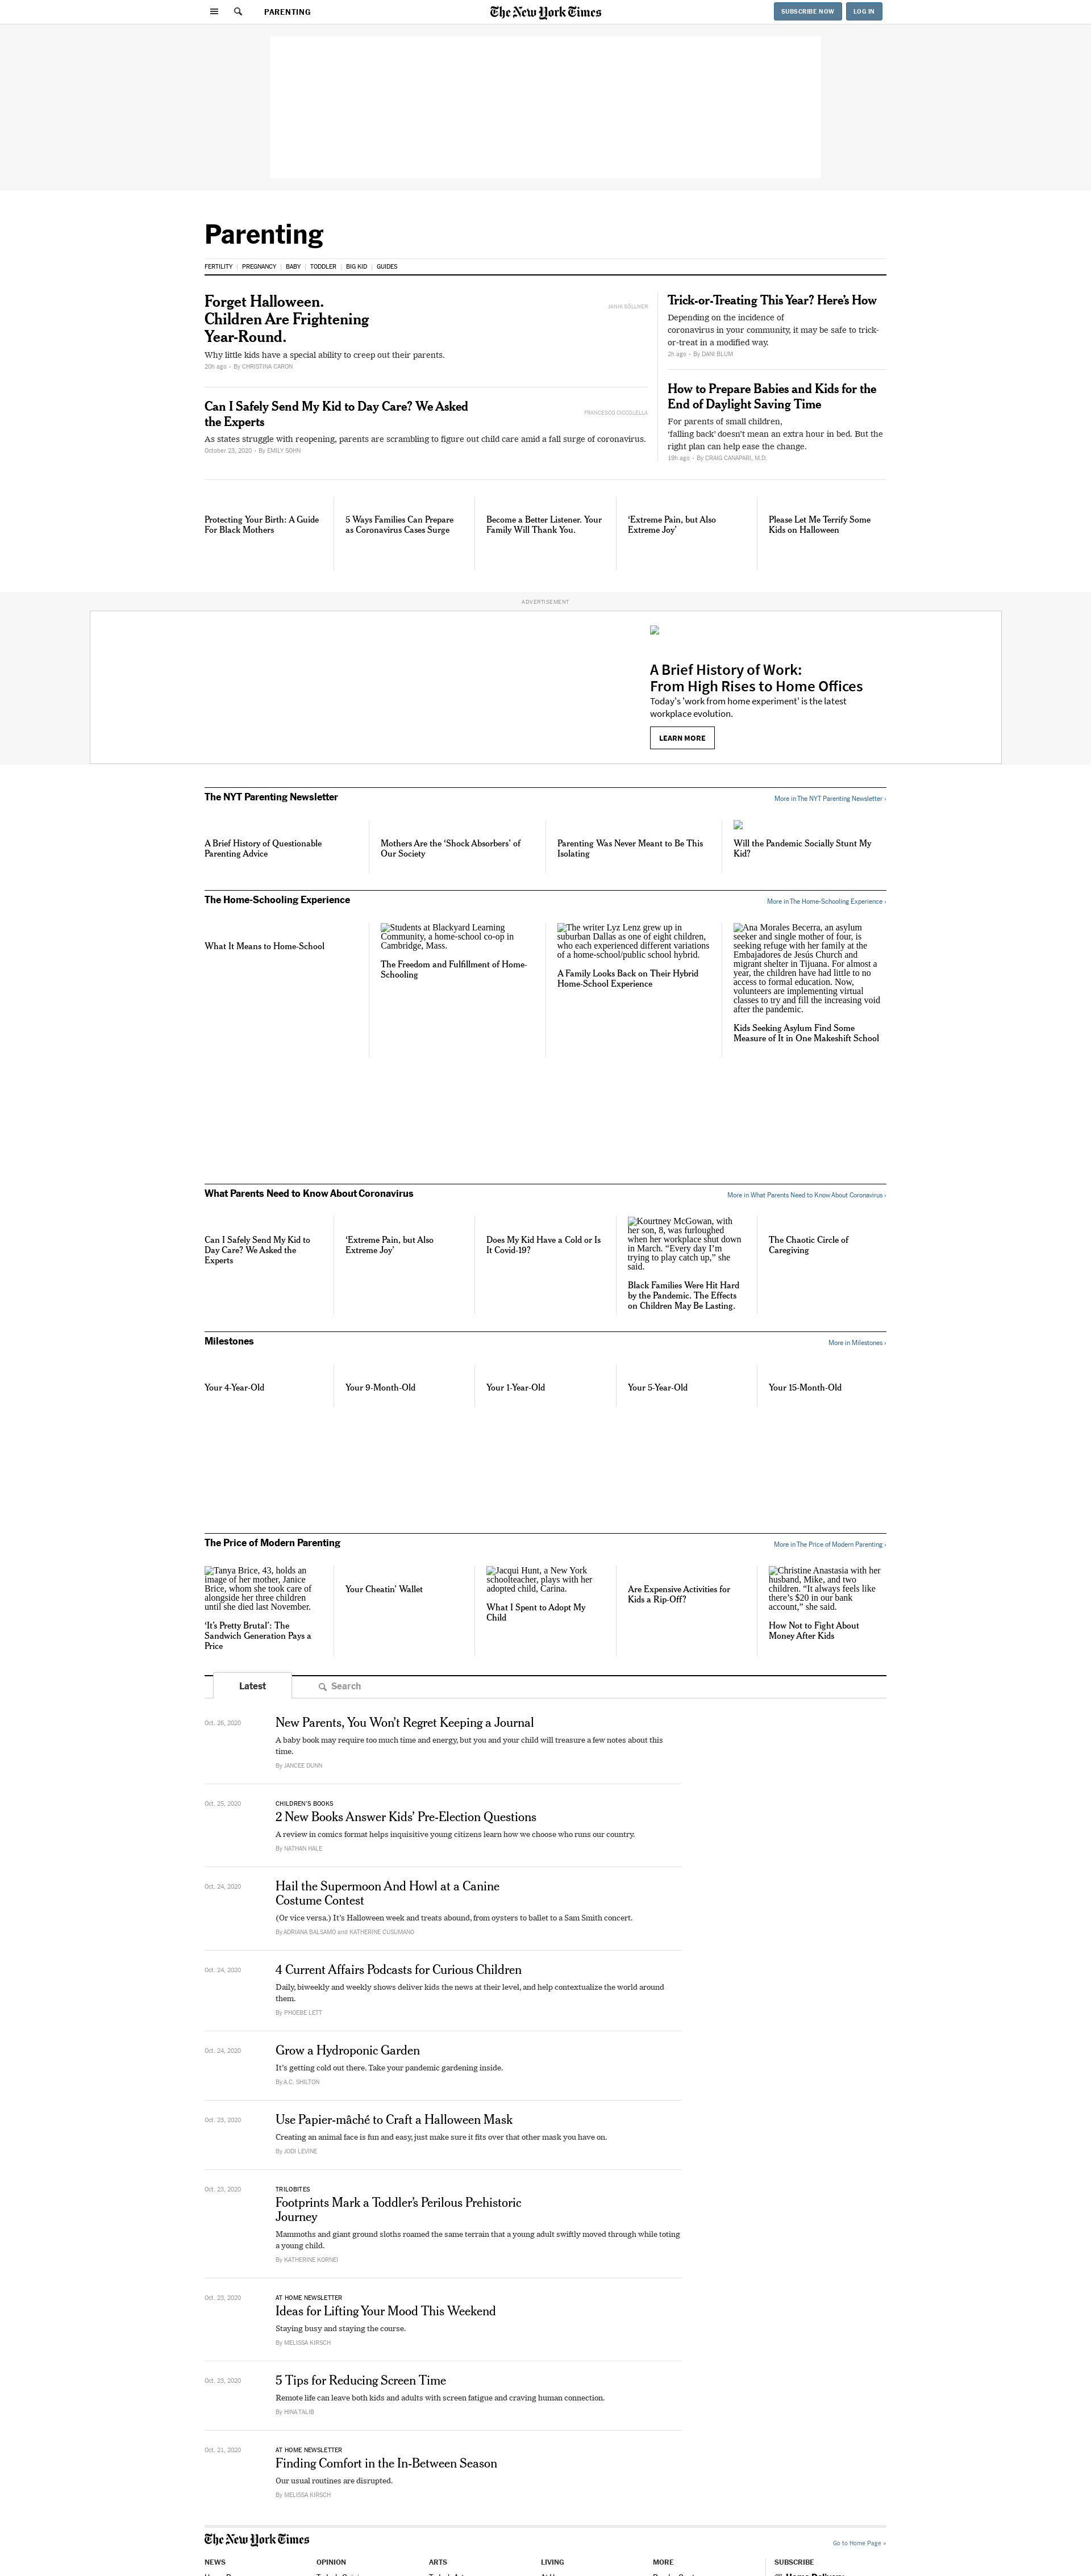 PARENTING
The New York Times
SUBSCRIBE NOW
LOG IN
Parenting
FERTILITY
PREGNANCY
BABY
TODDLER
BIG KID
GUIDES
Forget Halloween.
Children Are Frightening
Year-Round.
JANIK SÖLLNER
Why little kids have a special ability to creep out their parents.
20h ago – By CHRISTINA CARON
Can I Safely Send My Kid to Day Care? We Asked
the Experts
FRANCESCO CICCOLELLA
As states struggle with reopening, parents are scrambling to figure out child care amid a fall surge of coronavirus.
October 23, 2020 – By EMILY SOHN
Trick-or-Treating This Year? Here’s How
Depending on the incidence of
coronavirus in your community, it may be safe to trick-
or-treat in a modified way.
2h ago – By DANI BLUM
How to Prepare Babies and Kids for the
End of Daylight Saving Time
For parents of small children,
‘falling back’ doesn’t mean an extra hour in bed. But the
right plan can help ease the change.
19h ago – By CRAIG CANAPARI, M.D.
Protecting Your Birth: A Guide
For Black Mothers
5 Ways Families Can Prepare
as Coronavirus Cases Surge
Become a Better Listener. Your
Family Will Thank You.
‘Extreme Pain, but Also
Extreme Joy’
Please Let Me Terrify Some
Kids on Halloween
ADVERTISEMENT
A Brief History of Work:
From High Rises to Home Offices
Today's 'work from home experiment' is the latest
workplace evolution.
LEARN MORE
The NYT Parenting Newsletter
More in The NYT Parenting Newsletter ›
A Brief History of Questionable
Parenting Advice
Mothers Are the ‘Shock Absorbers’ of
Our Society
Parenting Was Never Meant to Be This
Isolating
Will the Pandemic Socially Stunt My
Kid?
The Home-Schooling Experience
More in The Home-Schooling Experience ›
What It Means to Home-School
Students at Blackyard Learning
Community, a home-school co-op in
Cambridge, Mass.
The Freedom and Fulfillment of Home-
Schooling
The writer Lyz Lenz grew up in
suburban Dallas as one of eight children,
who each experienced different variations
of a home-school/public school hybrid.
A Family Looks Back on Their Hybrid
Home-School Experience
Ana Morales Becerra, an asylum
seeker and single mother of four, is
seeking refuge with her family at the
Embajadores de Jesús Church and
migrant shelter in Tijuana. For almost a
year, the children have had little to no
access to formal education. Now,
volunteers are implementing virtual
classes to try and fill the increasing void
after the pandemic.
Kids Seeking Asylum Find Some
Measure of It in One Makeshift School
What Parents Need to Know About Coronavirus
More in What Parents Need to Know About Coronavirus ›
Can I Safely Send My Kid to
Day Care? We Asked the
Experts
‘Extreme Pain, but Also
Extreme Joy’
Does My Kid Have a Cold or Is
It Covid-19?
Kourtney McGowan, with
her son, 8, was furloughed
when her workplace shut down
in March. “Every day I’m
trying to play catch up,” she
said.
Black Families Were Hit Hard
by the Pandemic. The Effects
on Children May Be Lasting.
The Chaotic Circle of
Caregiving
Milestones
More in Milestones ›
Your 4-Year-Old
Your 9-Month-Old
Your 1-Year-Old
Your 5-Year-Old
Your 15-Month-Old
The Price of Modern Parenting
More in The Price of Modern Parenting ›
Tanya Brice, 43, holds an
image of her mother, Janice
Brice, whom she took care of
alongside her three children
until she died last November.
‘It’s Pretty Brutal’: The
Sandwich Generation Pays a
Price
Your Cheatin’ Wallet
Jacqui Hunt, a New York
schoolteacher, plays with her
adopted child, Carina.
What I Spent to Adopt My
Child
Are Expensive Activities for
Kids a Rip-Off?
Christine Anastasia with her
husband, Mike, and two
children. “It always feels like
there’s $20 in our bank
account,” she said.
How Not to Fight About
Money After Kids
Latest
Search
Oct. 26, 2020
New Parents, You Won’t Regret Keeping a Journal
A baby book may require too much time and energy, but you and your child will treasure a few notes about this
time.
By JANCEE DUNN
Oct. 25, 2020
CHILDREN’S BOOKS
2 New Books Answer Kids’ Pre-Election Questions
A review in comics format helps inquisitive young citizens learn how we choose who runs our country.
By NATHAN HALE
Oct. 24, 2020
Hail the Supermoon And Howl at a Canine
Costume Contest
(Or vice versa.) It’s Halloween week and treats abound, from oysters to ballet to a Sam Smith concert.
By ADRIANA BALSAMO and KATHERINE CUSUMANO
Oct. 24, 2020
4 Current Affairs Podcasts for Curious Children
Daily, biweekly and weekly shows deliver kids the news at their level, and help contextualize the world around
them.
By PHOEBE LETT
Oct. 24, 2020
Grow a Hydroponic Garden
It’s getting cold out there. Take your pandemic gardening inside.
By A.C. SHILTON
Oct. 23, 2020
Use Papier-mâché to Craft a Halloween Mask
Creating an animal face is fun and easy, just make sure it fits over that other mask you have on.
By JODI LEVINE
Oct. 23, 2020
TRILOBITES
Footprints Mark a Toddler’s Perilous Prehistoric
Journey
Mammoths and giant ground sloths roamed the same terrain that a young adult swiftly moved through while toting
a young child.
By KATHERINE KORNEI
Oct. 23, 2020
AT HOME NEWSLETTER
Ideas for Lifting Your Mood This Weekend
Staying busy and staying the course.
By MELISSA KIRSCH
Oct. 23, 2020
5 Tips for Reducing Screen Time
Remote life can leave both kids and adults with screen fatigue and craving human connection.
By HINA TALIB
Oct. 21, 2020
AT HOME NEWSLETTER
Finding Comfort in the In-Between Season
Our usual routines are disrupted.
By MELISSA KIRSCH
The New York Times
Go to Home Page »
NEWS
OPINION
ARTS
LIVING
MORE
SUBSCRIBE